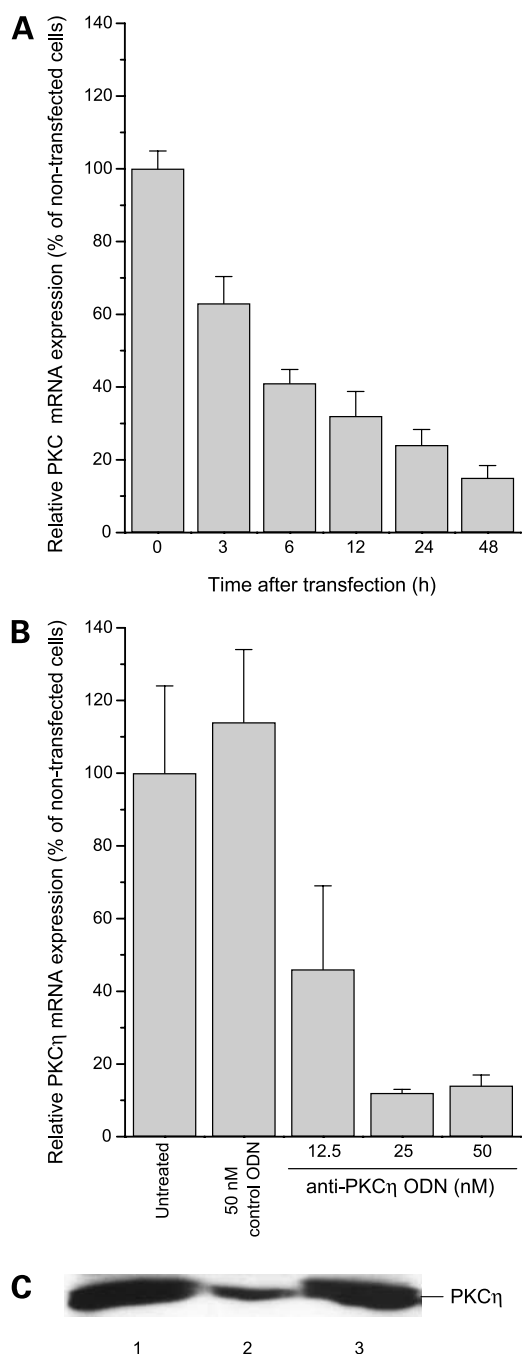 A
Relative PKC mRNA expression (% of non-transfected cells)
140
120
100
80
60
40
20
0
0 3 6 12 24 48
Time after transfection (h)
B
Relative PKCη mRNA expression (% of non-transfected cells)
140
120
100
80
60
40
20
0
Untreated
50 nM
control ODN
12.5 25 50
anti-PKCη ODN (nM)
C
PKCη
1 2 3